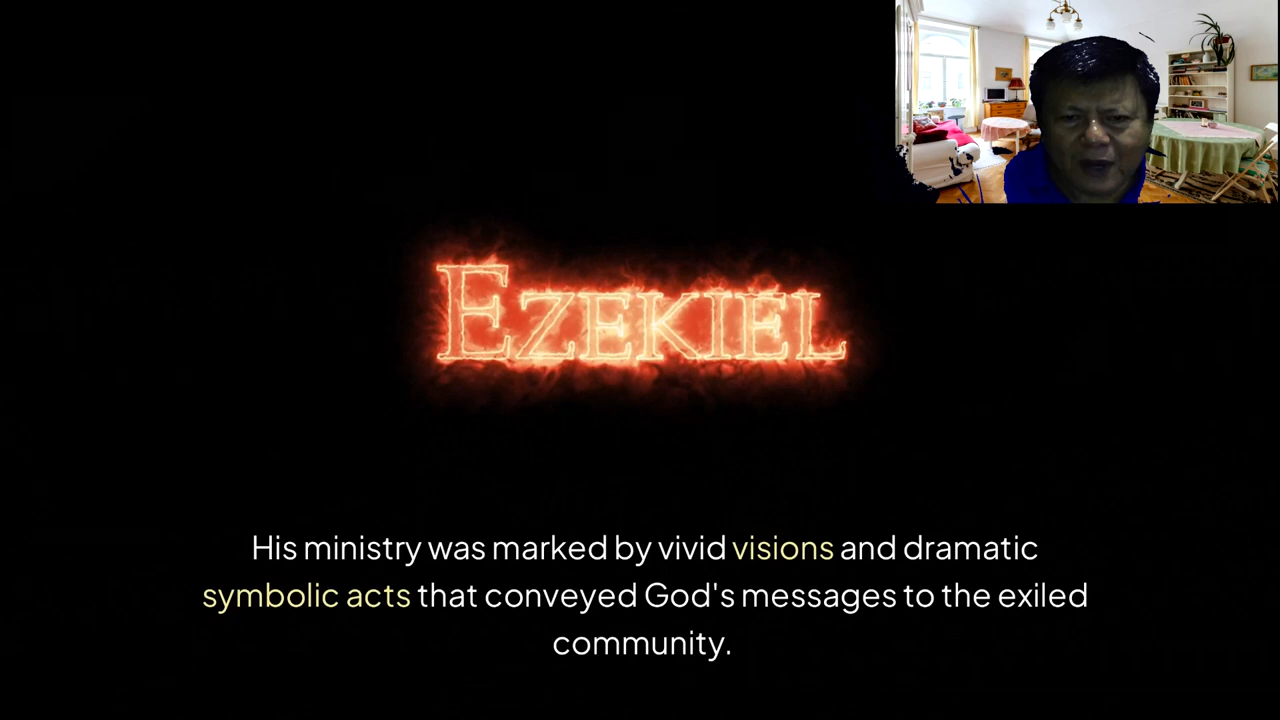 EZEKIEL
His ministry was marked by vivid visions and dramatic
symbolic acts that conveyed God's messages to the exiled
community.